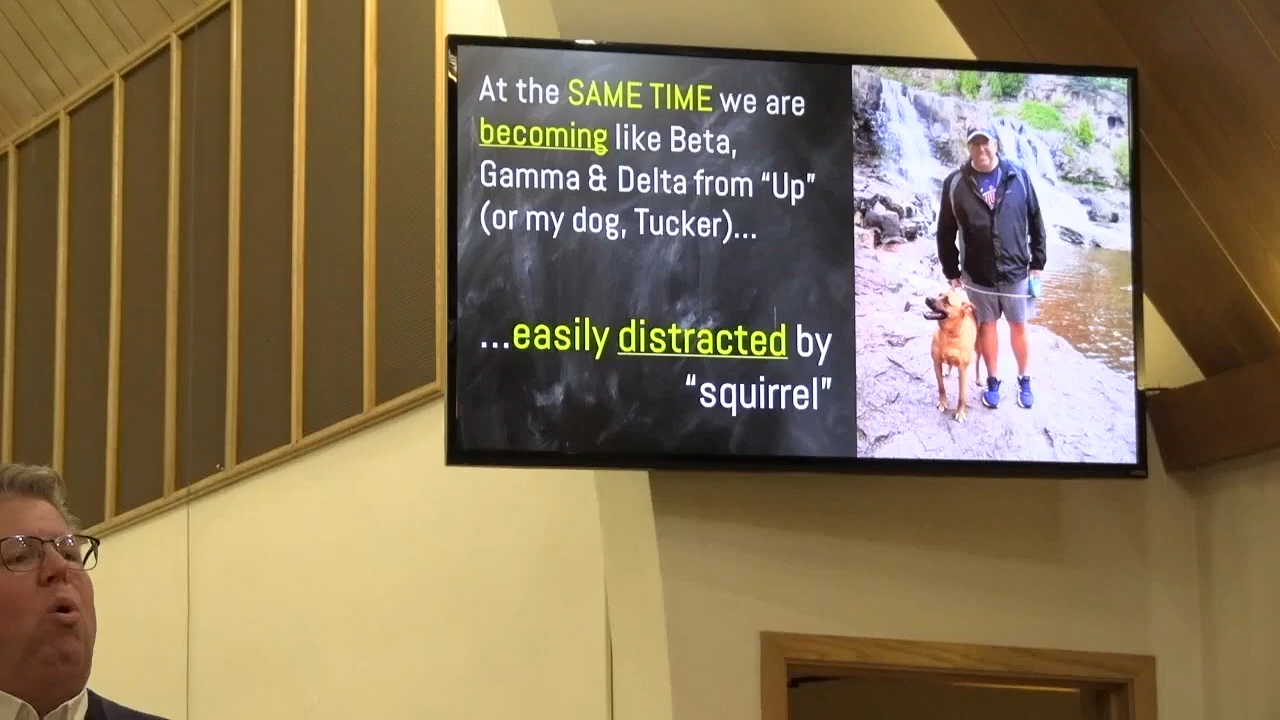 At the SAME TIME we are
becoming like Beta,
Gamma & Delta from “Up”
(or my dog, Tucker)...
...easily distracted by
“squirrel”